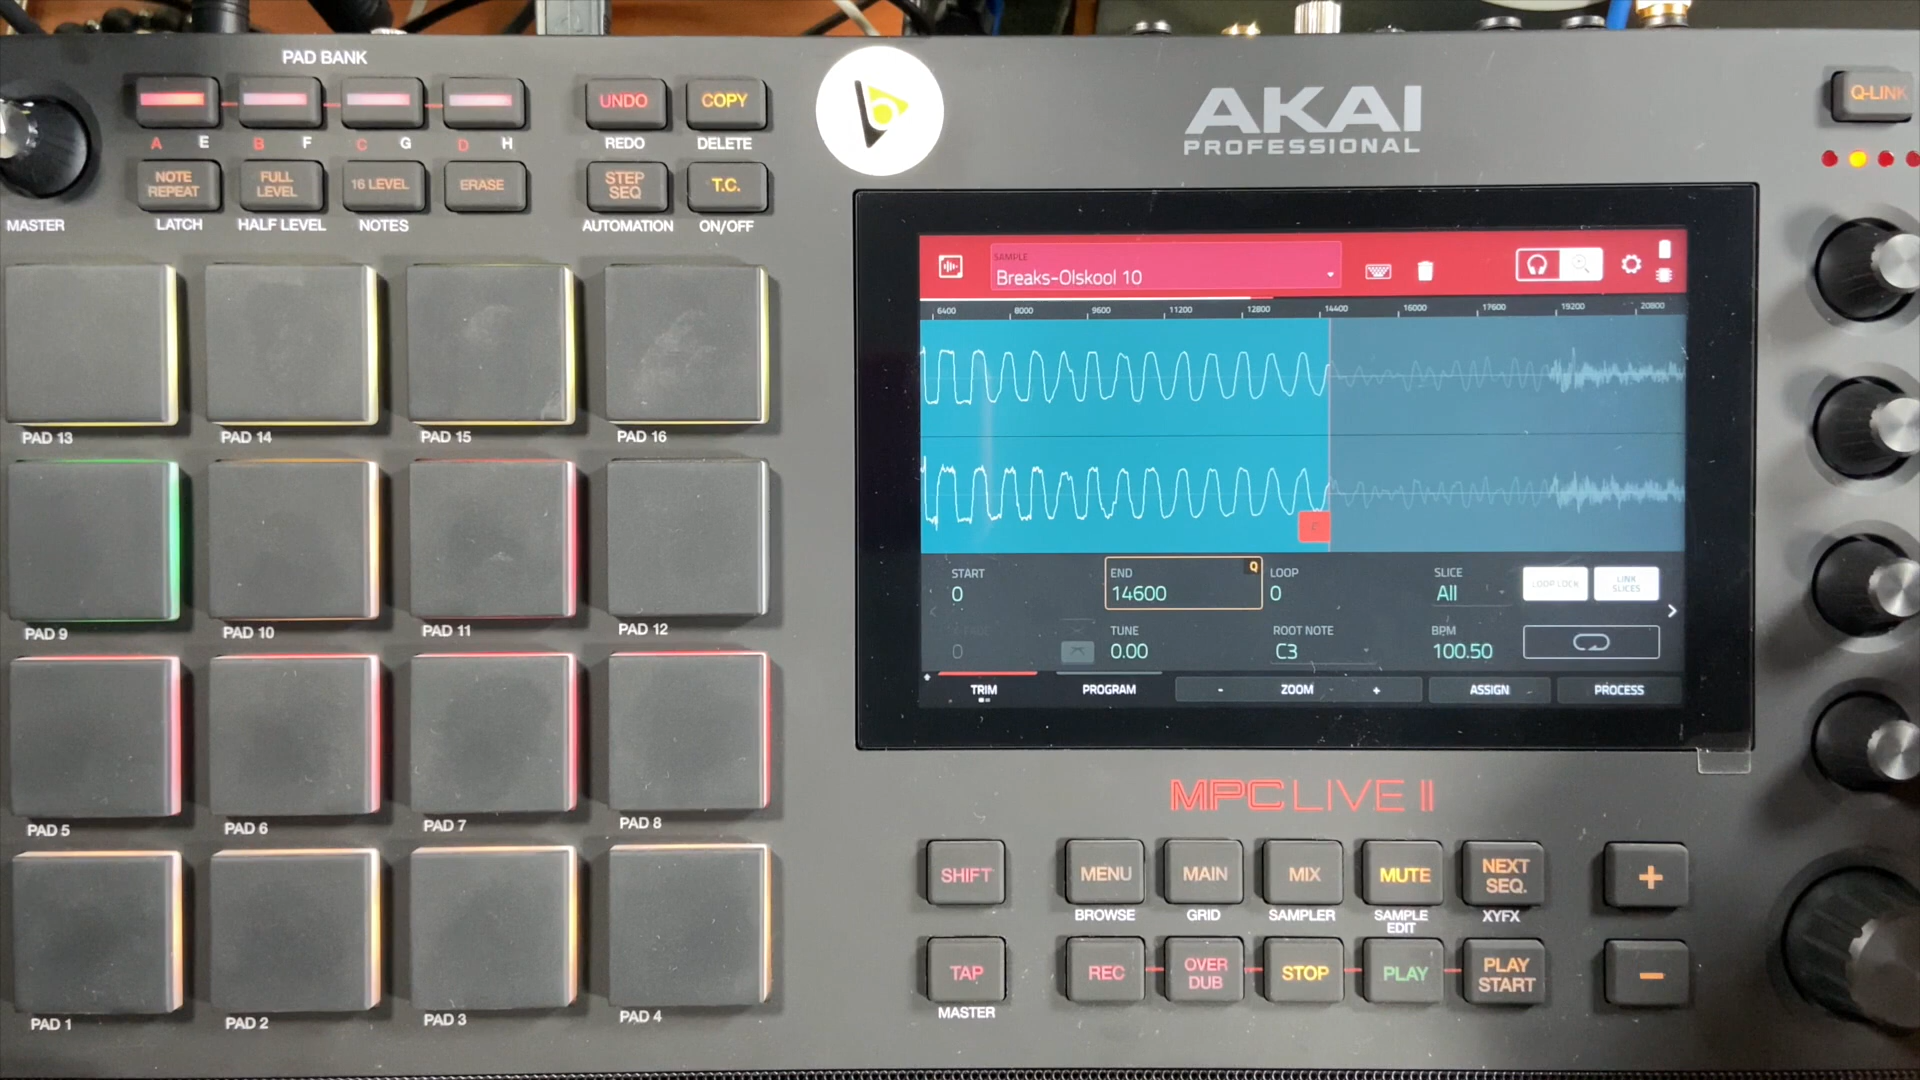 PAD BANK
UNDO COPY
A E B F C G D H REDO DELETE
NOTE REPEAT
FULL LEVEL
16 LEVEL
ERASE
STEP SEQ
T.C.
MASTER
LATCH HALF LEVEL NOTES AUTOMATION ON/OFF
PAD 13 PAD 14 PAD 15 PAD 16
PAD 9 PAD 10 PAD 11 PAD 12
PAD 5 PAD 6 PAD 7 PAD 8
PAD 1 PAD 2 PAD 3 PAD 4
AKAI
PROFESSIONAL
Q-LINK
SAMPLE
Breaks-Olskool 10
6400 8000 9600 11200 12800 14400 16000 17600 19200 20800
START END Q LOOP SLICE
0 14600 0 All
LOOP LOCK
LINK SLICES
TUNE ROOT NOTE BPM
0 0.00 C3 100.50
TRIM PROGRAM - ZOOM + ASSIGN PROCESS
MPC LIVE II
SHIFT MENU MAIN MIX MUTE
NEXT SEQ.
+
BROWSE GRID SAMPLER
SAMPLE EDIT
XYFX
TAP REC
OVER DUB
STOP PLAY
PLAY START
−
MASTER